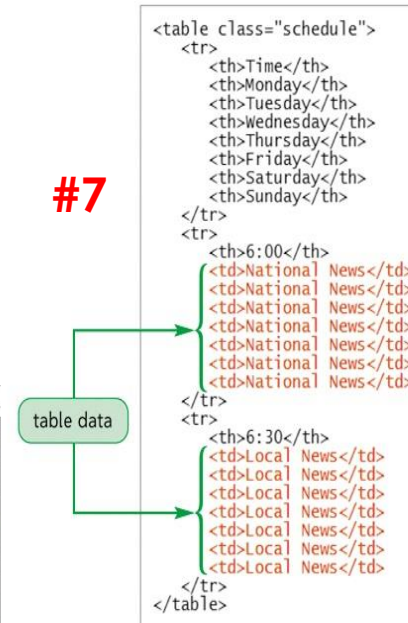 #7
table data
<table class="schedule">
<tr>
<th>Time</th>
<th>Monday</th>
<th>Tuesday</th>
<th>Wednesday</th>
<th>Thursday</th>
<th>Friday</th>
<th>Saturday</th>
<th>Sunday</th>
</tr>
<tr>
<th>6:00</th>
<td>National News</td>
<td>National News</td>
<td>National News</td>
<td>National News</td>
<td>National News</td>
<td>National News</td>
<td>National News</td>
</tr>
<tr>
<th>6:30</th>
<td>Local News</td>
<td>Local News</td>
<td>Local News</td>
<td>Local News</td>
<td>Local News</td>
<td>Local News</td>
<td>Local News</td>
</tr>
</table>